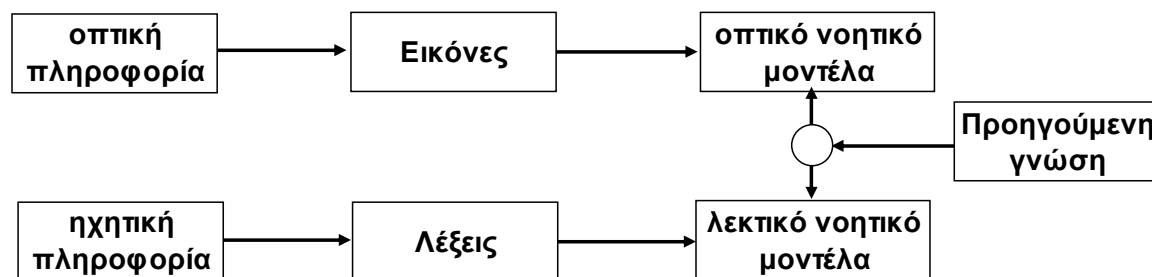 οπτική
πληροφορία
Εικόνες
οπτικό νοητικό
μοντέλα
Προηγούμενη
γνώση
ηχητική
πληροφορία
Λέξεις
λεκτικό νοητικό
μοντέλα